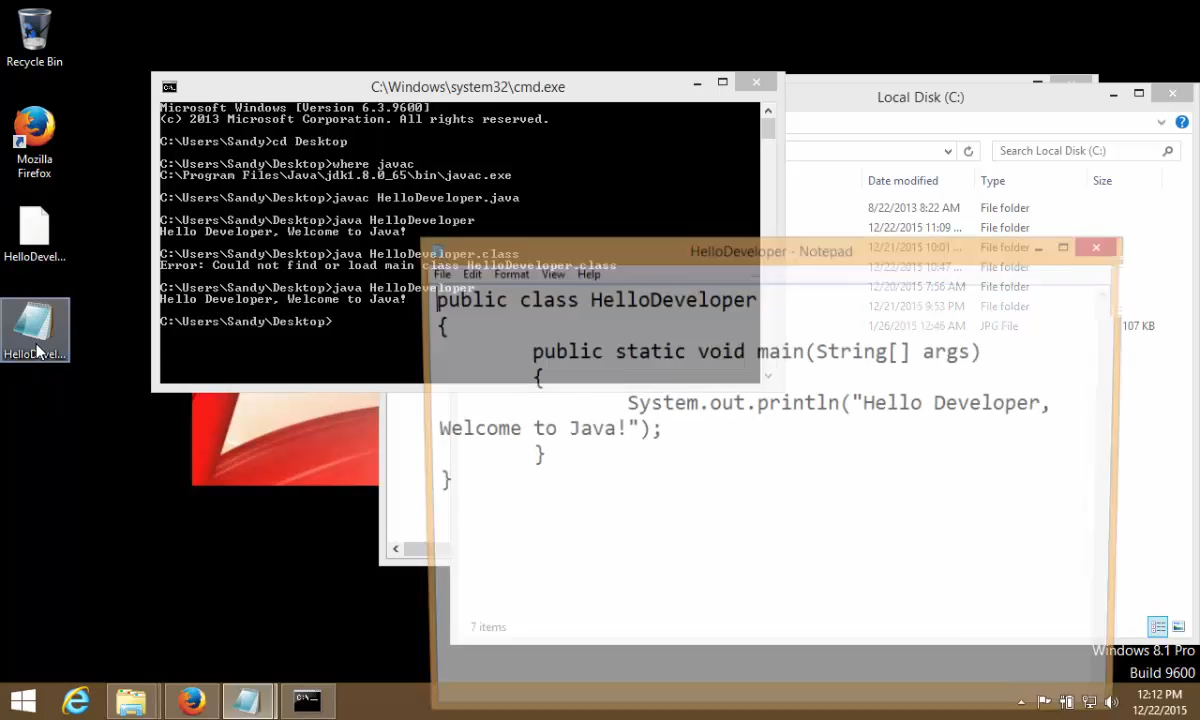 Recycle Bin
Mozilla
Firefox
HelloDevel...
HelloDevel...
C:\Windows\system32\cmd.exe
Microsoft Windows [Version 6.3.9600]
(c) 2013 Microsoft Corporation. All rights reserved.
C:\Users\Sandy>cd Desktop
C:\Users\Sandy\Desktop>where javac
C:\Program Files\Java\jdk1.8.0_65\bin\javac.exe
C:\Users\Sandy\Desktop>javac HelloDeveloper.java
C:\Users\Sandy\Desktop>java HelloDeveloper
Hello Developer, Welcome to Java!
C:\Users\Sandy\Desktop>java HelloDeveloper.class
Error: Could not find or load main class HelloDeveloper.class
C:\Users\Sandy\Desktop>java HelloDeveloper
Hello Developer, Welcome to Java!
C:\Users\Sandy\Desktop>
Local Disk (C:)
Search Local Disk (C:)
Date modified Type Size
8/22/2013 8:22 AM File folder
12/22/2015 11:09 ... File folder
12/21/2015 10:01 ... File folder
12/22/2015 10:47 ... File folder
12/20/2015 7:56 AM File folder
12/21/2015 9:53 PM File folder
1/26/2015 12:46 AM JPG File 107 KB
7 items
HelloDeveloper - Notepad
File Edit Format View Help
public class HelloDeveloper
{
public static void main(String[] args)
{
System.out.println("Hello Developer,
Welcome to Java!");
}
}
Windows 8.1 Pro
Build 9600
12:12 PM
12/22/2015